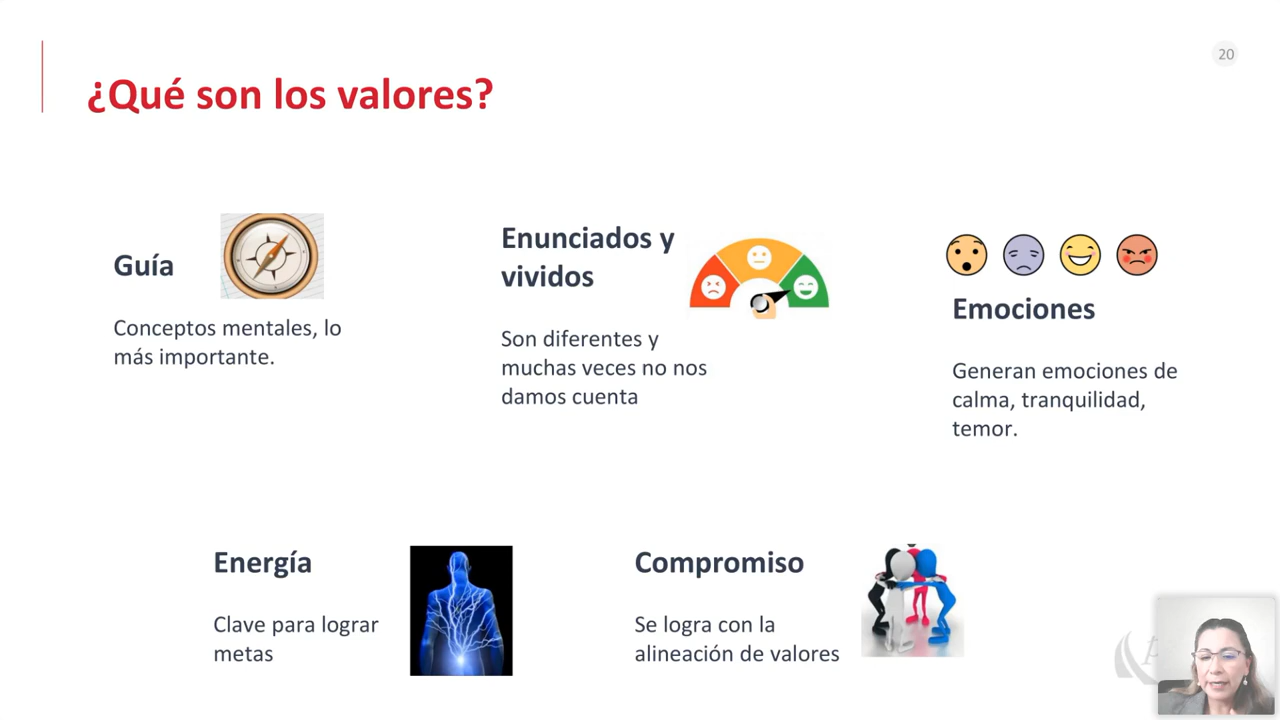 20
¿Qué son los valores?
Guía
Conceptos mentales, lo
más importante.
Enunciados y
vividos
Son diferentes y
muchas veces no nos
damos cuenta
Emociones
Generan emociones de
calma, tranquilidad,
temor.
Energía
Clave para lograr
metas
Compromiso
Se logra con la
alineación de valores